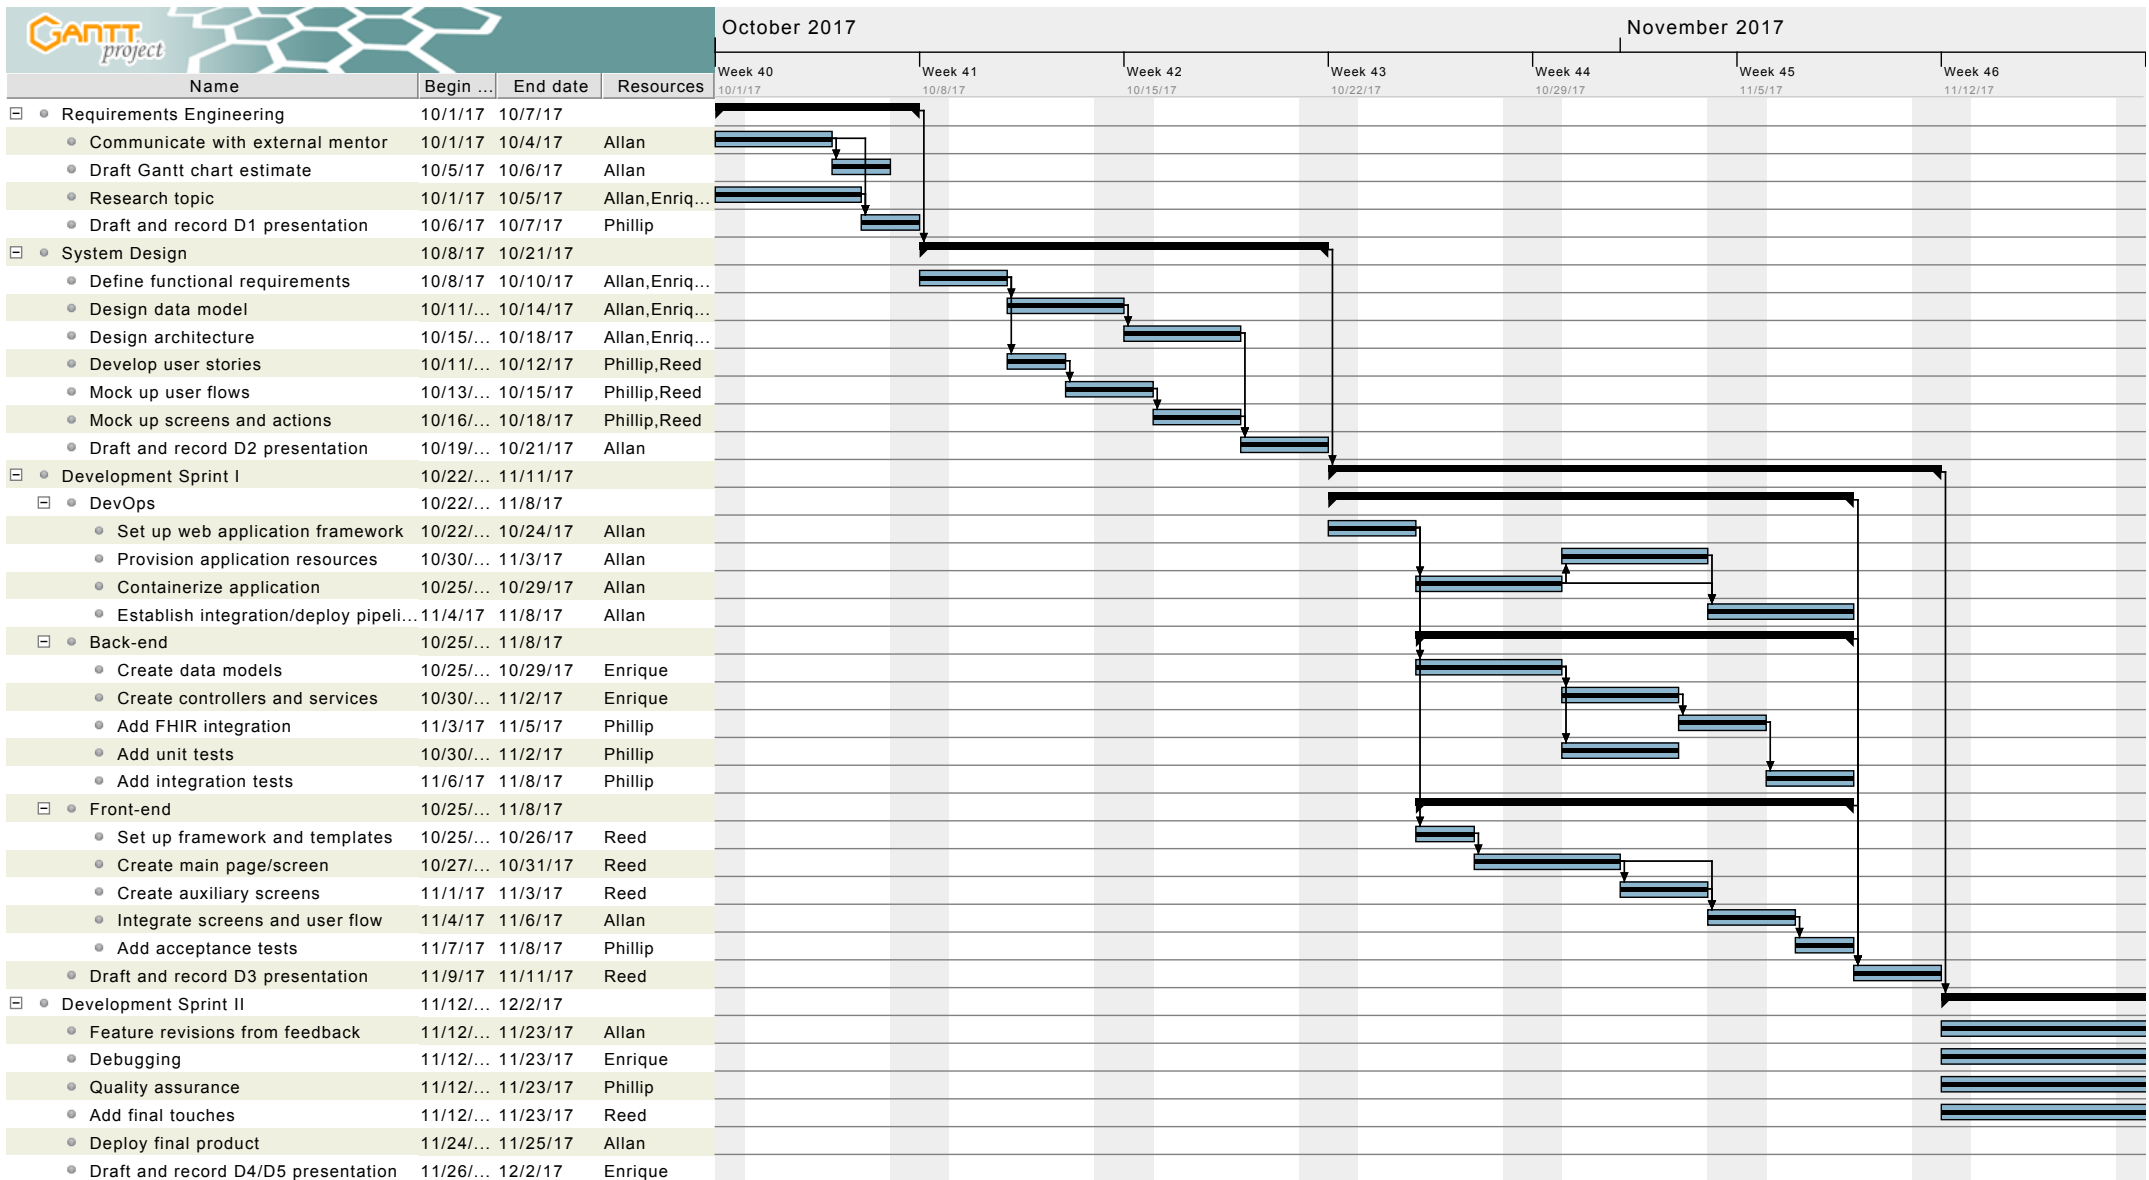 GANTT project
October 2017 November 2017
Week 40 Week 41 Week 42 Week 43 Week 44 Week 45 Week 46
Name Begin ... End date Resources 10/1/17 10/8/17 10/15/17 10/22/17 10/29/17 11/5/17 11/12/17
Requirements Engineering 10/1/17 10/7/17
Communicate with external mentor 10/1/17 10/4/17 Allan
Draft Gantt chart estimate 10/5/17 10/6/17 Allan
Research topic 10/1/17 10/5/17 Allan,Enriq...
Draft and record D1 presentation 10/6/17 10/7/17 Phillip
System Design 10/8/17 10/21/17
Define functional requirements 10/8/17 10/10/17 Allan,Enriq...
Design data model 10/11/... 10/14/17 Allan,Enriq...
Design architecture 10/15/... 10/18/17 Allan,Enriq...
Develop user stories 10/11/... 10/12/17 Phillip,Reed
Mock up user flows 10/13/... 10/15/17 Phillip,Reed
Mock up screens and actions 10/16/... 10/18/17 Phillip,Reed
Draft and record D2 presentation 10/19/... 10/21/17 Allan
Development Sprint I 10/22/... 11/11/17
DevOps 10/22/... 11/8/17
Set up web application framework 10/22/... 10/24/17 Allan
Provision application resources 10/30/... 11/3/17 Allan
Containerize application 10/25/... 10/29/17 Allan
Establish integration/deploy pipeli... 11/4/17 11/8/17 Allan
Back-end 10/25/... 11/8/17
Create data models 10/25/... 10/29/17 Enrique
Create controllers and services 10/30/... 11/2/17 Enrique
Add FHIR integration 11/3/17 11/5/17 Phillip
Add unit tests 10/30/... 11/2/17 Phillip
Add integration tests 11/6/17 11/8/17 Phillip
Front-end 10/25/... 11/8/17
Set up framework and templates 10/25/... 10/26/17 Reed
Create main page/screen 10/27/... 10/31/17 Reed
Create auxiliary screens 11/1/17 11/3/17 Reed
Integrate screens and user flow 11/4/17 11/6/17 Allan
Add acceptance tests 11/7/17 11/8/17 Phillip
Draft and record D3 presentation 11/9/17 11/11/17 Reed
Development Sprint II 11/12/... 12/2/17
Feature revisions from feedback 11/12/... 11/23/17 Allan
Debugging 11/12/... 11/23/17 Enrique
Quality assurance 11/12/... 11/23/17 Phillip
Add final touches 11/12/... 11/23/17 Reed
Deploy final product 11/24/... 11/25/17 Allan
Draft and record D4/D5 presentation 11/26/... 12/2/17 Enrique